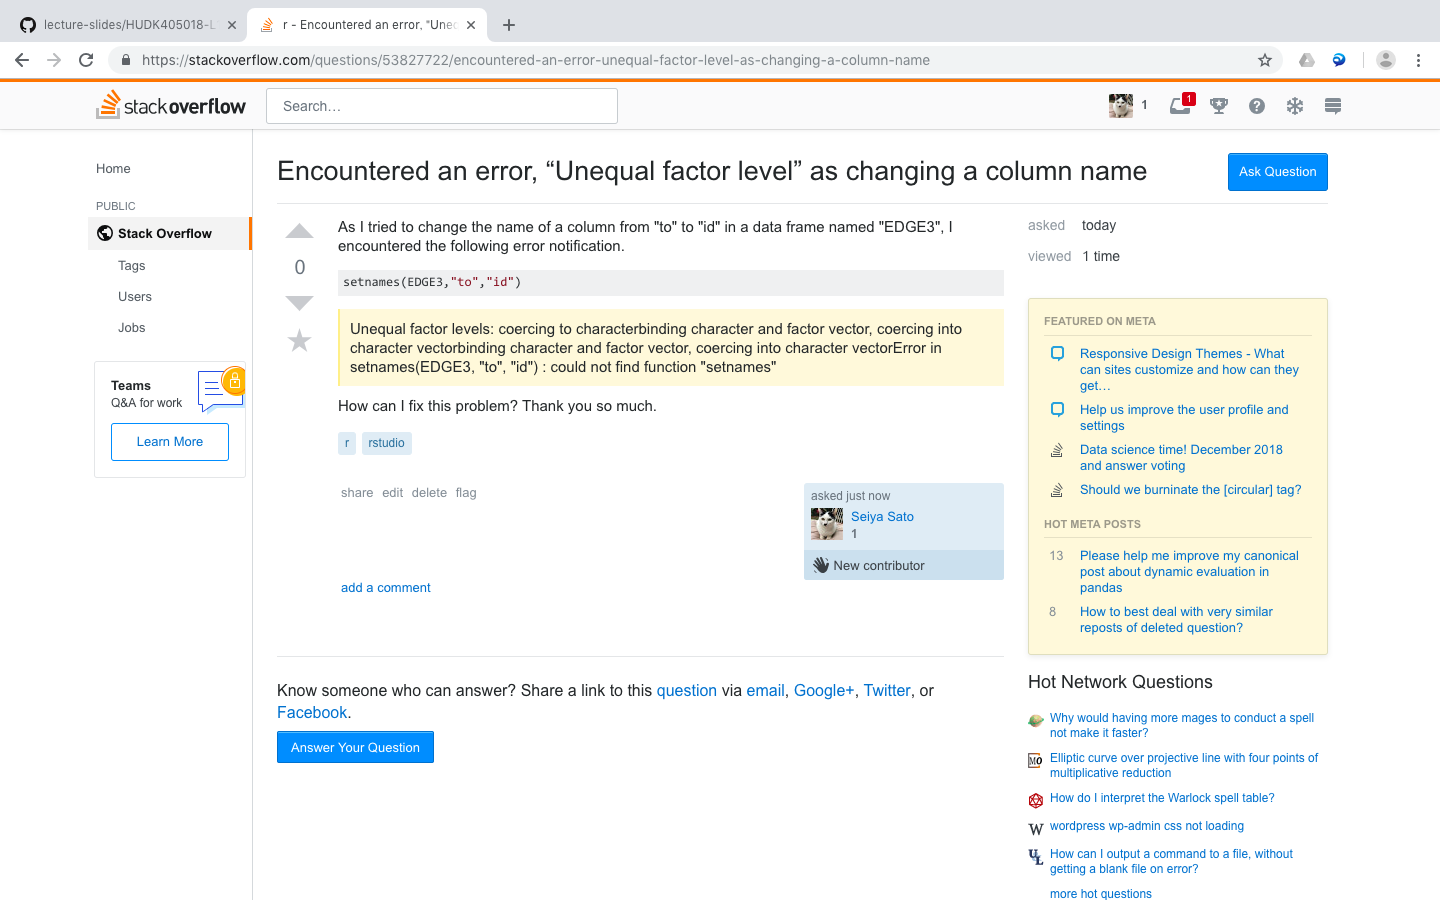 lecture-slides/HUDK405018-L
r - Encountered an error, "Unec
https://stackoverflow.com/questions/53827722/encountered-an-error-unequal-factor-level-as-changing-a-column-name
stackoverflow
Search…
1
1
Home
PUBLIC
Stack Overflow
Tags
Users
Jobs
Teams
Q&A for work
Learn More
Encountered an error, “Unequal factor level” as changing a column name
Ask Question
0
As I tried to change the name of a column from "to" to "id" in a data frame named "EDGE3", I
encountered the following error notification.
setnames(EDGE3,"to","id")
Unequal factor levels: coercing to characterbinding character and factor vector, coercing into
character vectorbinding character and factor vector, coercing into character vectorError in
setnames(EDGE3, "to", "id") : could not find function "setnames"
How can I fix this problem? Thank you so much.
r rstudio
share edit delete flag
asked just now
Seiya Sato
1
New contributor
add a comment
Know someone who can answer? Share a link to this question via email, Google+, Twitter, or
Facebook.
Answer Your Question
asked today
viewed 1 time
FEATURED ON META
Responsive Design Themes - What
can sites customize and how can they
get…
Help us improve the user profile and
settings
Data science time! December 2018
and answer voting
Should we burninate the [circular] tag?
HOT META POSTS
13 Please help me improve my canonical
post about dynamic evaluation in
pandas
8 How to best deal with very similar
reposts of deleted question?
Hot Network Questions
Why would having more mages to conduct a spell
not make it faster?
MO Elliptic curve over projective line with four points of
multiplicative reduction
How do I interpret the Warlock spell table?
W wordpress wp-admin css not loading
UL How can I output a command to a file, without
getting a blank file on error?
more hot questions